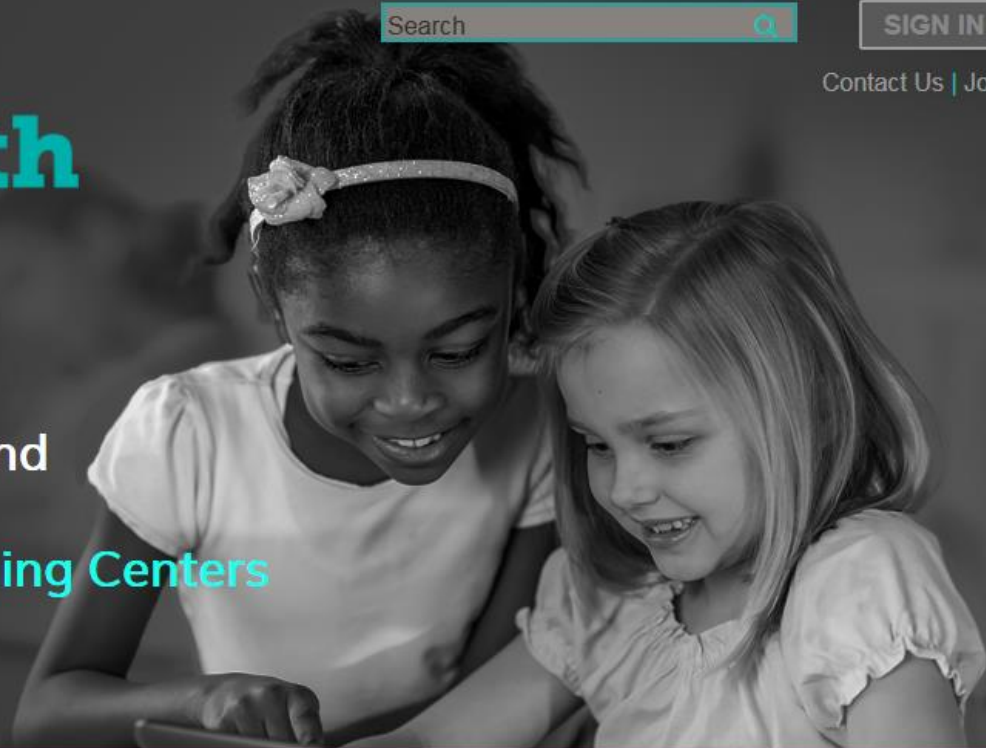 Search
SIGN IN
Contact Us |
th
nd
ing Centers